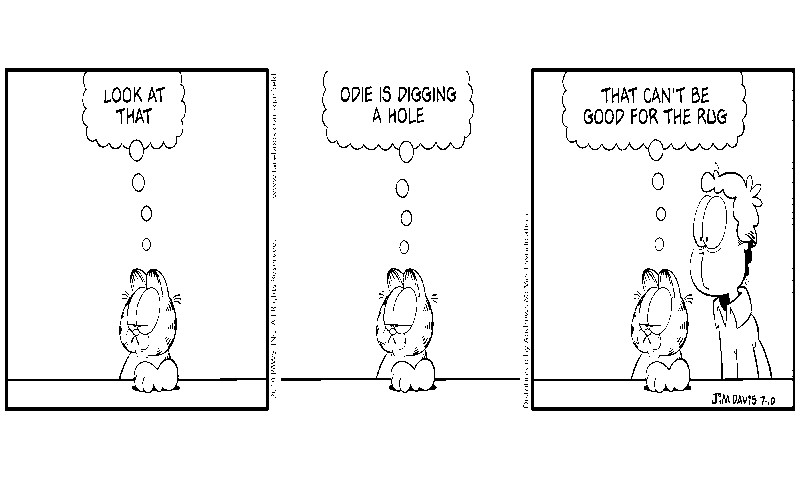 LOOK AT
THAT
ODIE IS DIGGING
A HOLE
THAT CAN'T BE
GOOD FOR THE RUG
JIM DAVIS 7-10